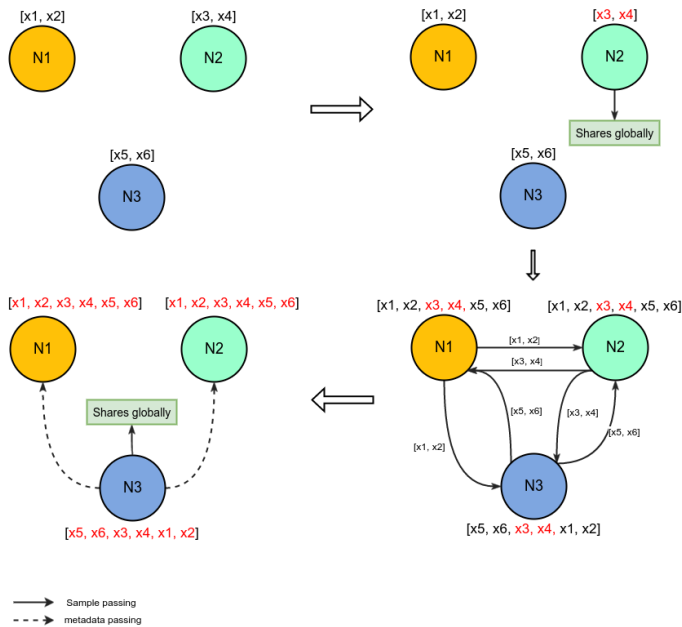 [x1, x2]
[x3, x4]
N1
N2
[x5, x6]
N3
[x1, x2]
[x3, x4]
N1
N2
Shares globally
[x5, x6]
N3
[x1, x2, x3, x4, x5, x6]
[x1, x2, x3, x4, x5, x6]
N1
N2
[x1, x2]
[x3, x4]
[x5, x6]
[x3, x4]
[x5, x6]
[x1, x2]
N3
[x5, x6, x3, x4, x1, x2]
[x1, x2, x3, x4, x5, x6]
[x1, x2, x3, x4, x5, x6]
N1
N2
Shares globally
N3
[x5, x6, x3, x4, x1, x2]
Sample passing
metadata passing